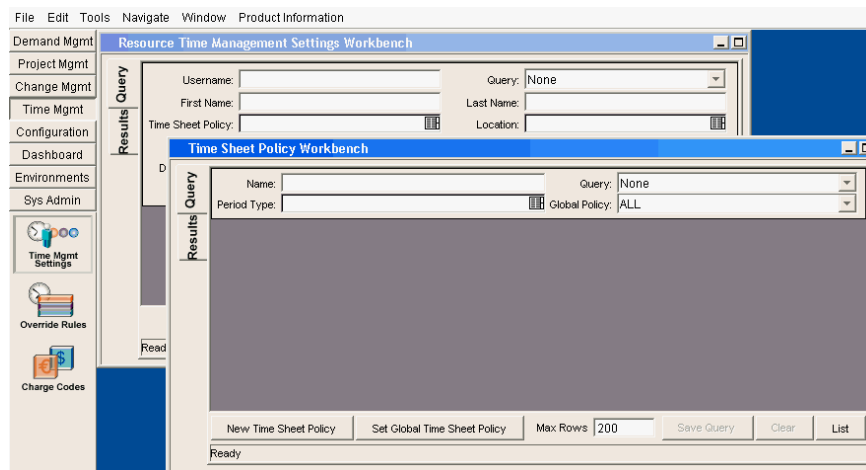 File Edit Tools Navigate Window Product Information
Demand Mgmt
Project Mgmt
Change Mgmt
Time Mgmt
Configuration
Dashboard
Environments
Sys Admin
Time Mgmt
Settings
Override Rules
Charge Codes
Resource Time Management Settings Workbench
Query
Results
Username: Query: None
First Name: Last Name:
Time Sheet Policy: Location:
D
Read
Time Sheet Policy Workbench
Query
Results
Name: Query: None
Period Type: Global Policy: ALL
New Time Sheet Policy Set Global Time Sheet Policy Max Rows 200 Save Query Clear List
Ready